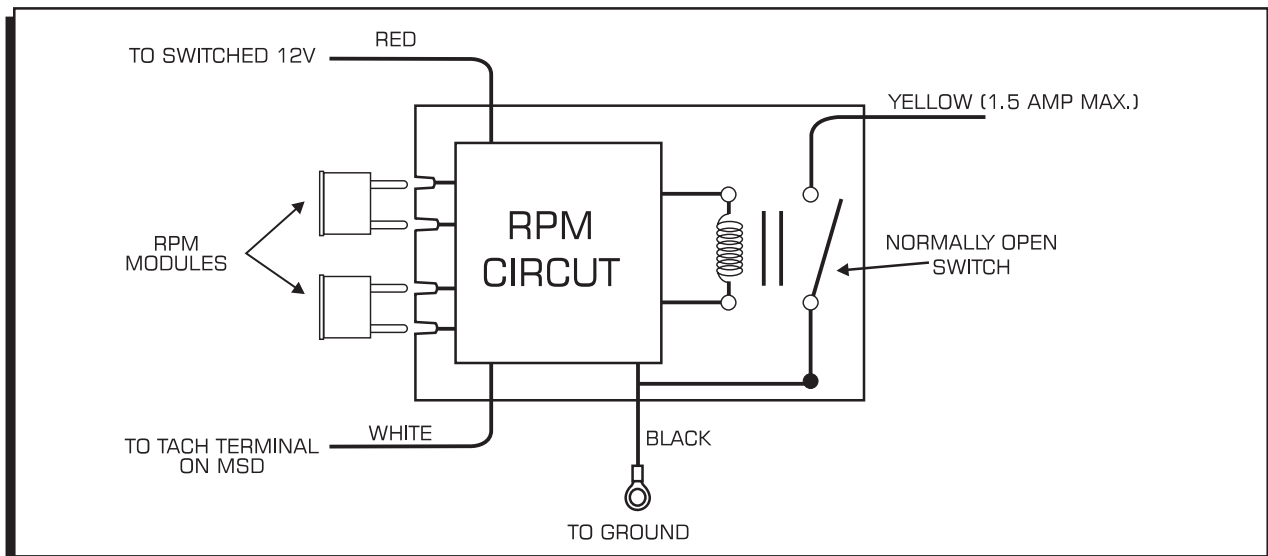 RED
TO SWITCHED 12V
YELLOW (1.5 AMP MAX.)
RPM
MODULES
RPM
CIRCUT
NORMALLY OPEN
SWITCH
WHITE
TO TACH TERMINAL
ON MSD
BLACK
TO GROUND